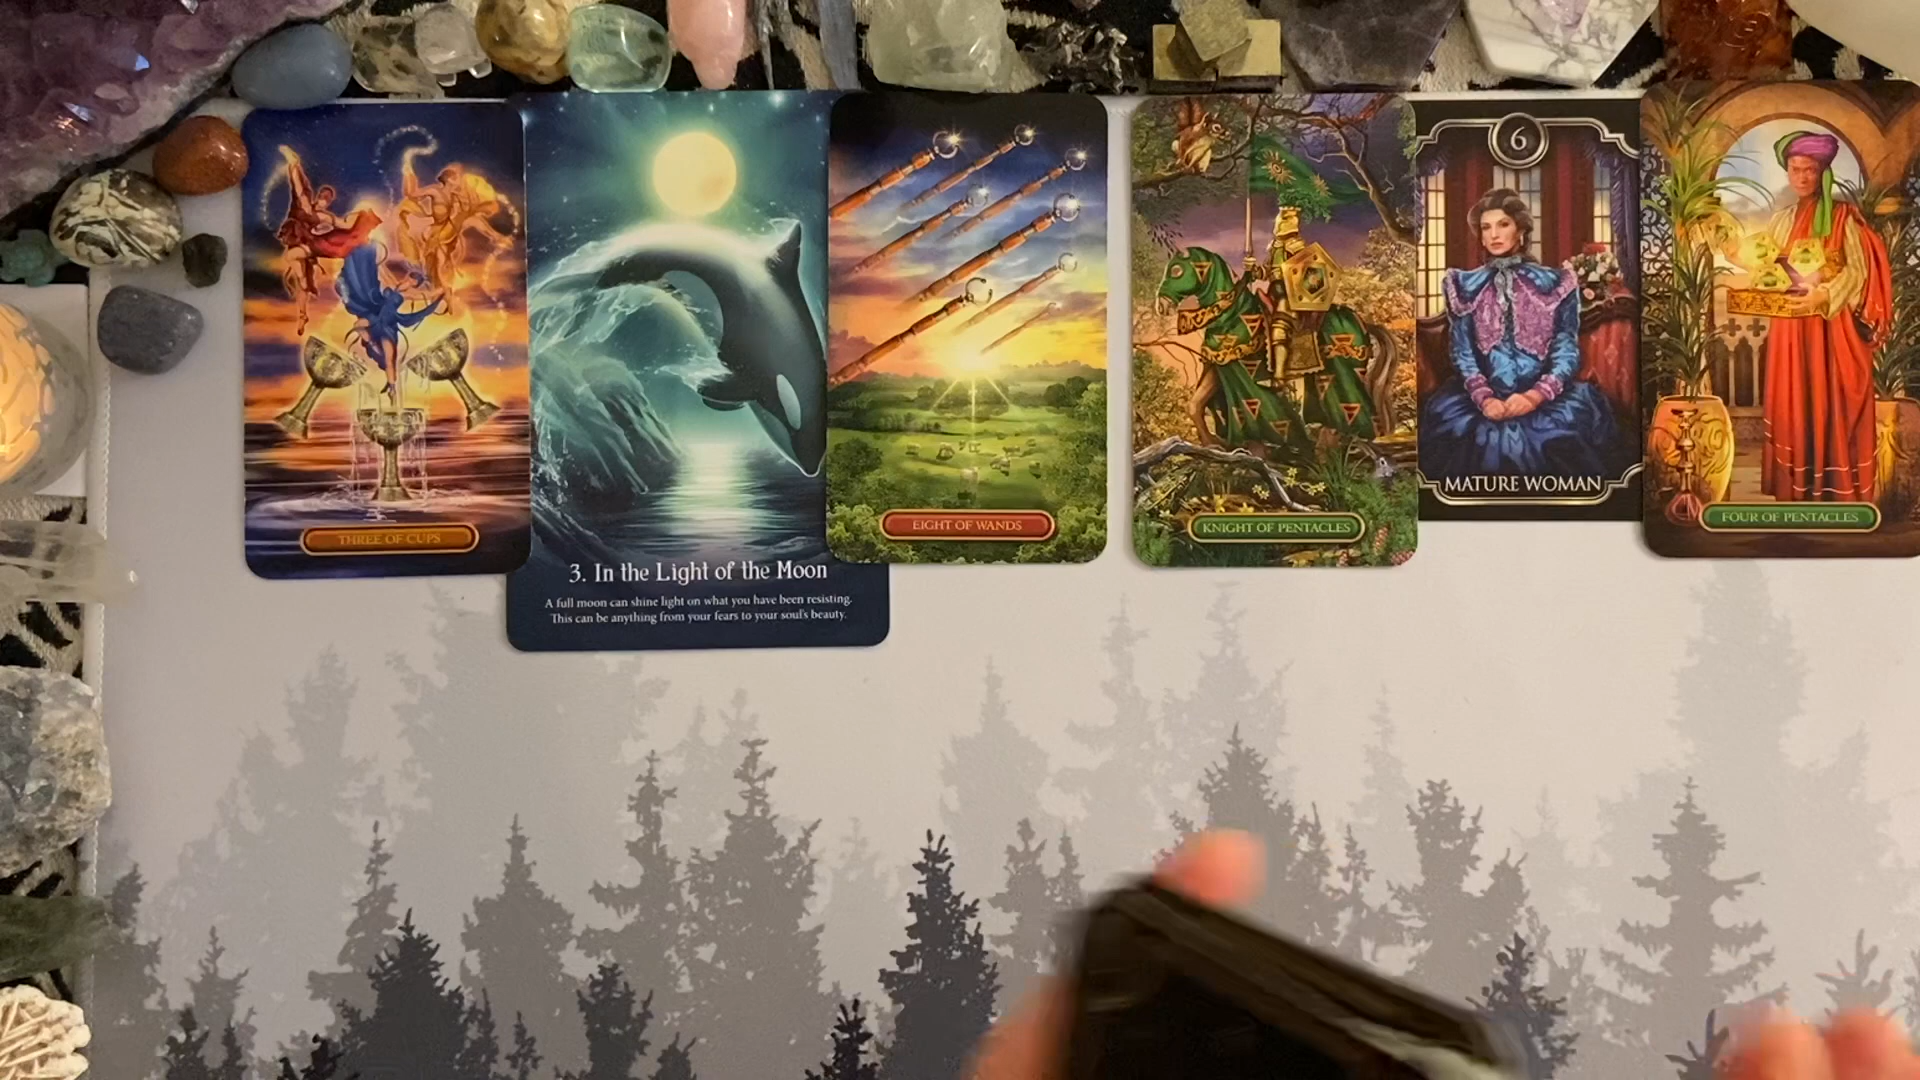 THREE OF CUPS
3. In the Light of the Moon
A full moon can shine light on what you have been resisting.
This can be anything from your fears to your soul's beauty.
EIGHT OF WANDS
KNIGHT OF PENTACLES
6
MATURE WOMAN
FOUR OF PENTACLES